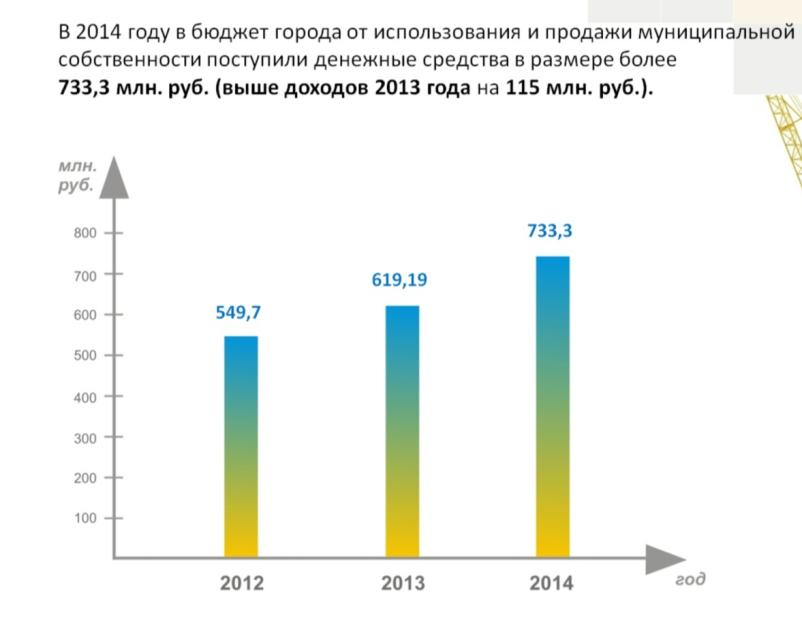 В 2014 году в бюджет города от использования и продажи муниципальной
собственности поступили денежные средства в размере более
733,3 млн. руб. (выше доходов 2013 года на 115 млн. руб.).
млн.
руб.
800
700
600
500
400
300
200
100
549,7
619,19
733,3
2012
2013
2014
год